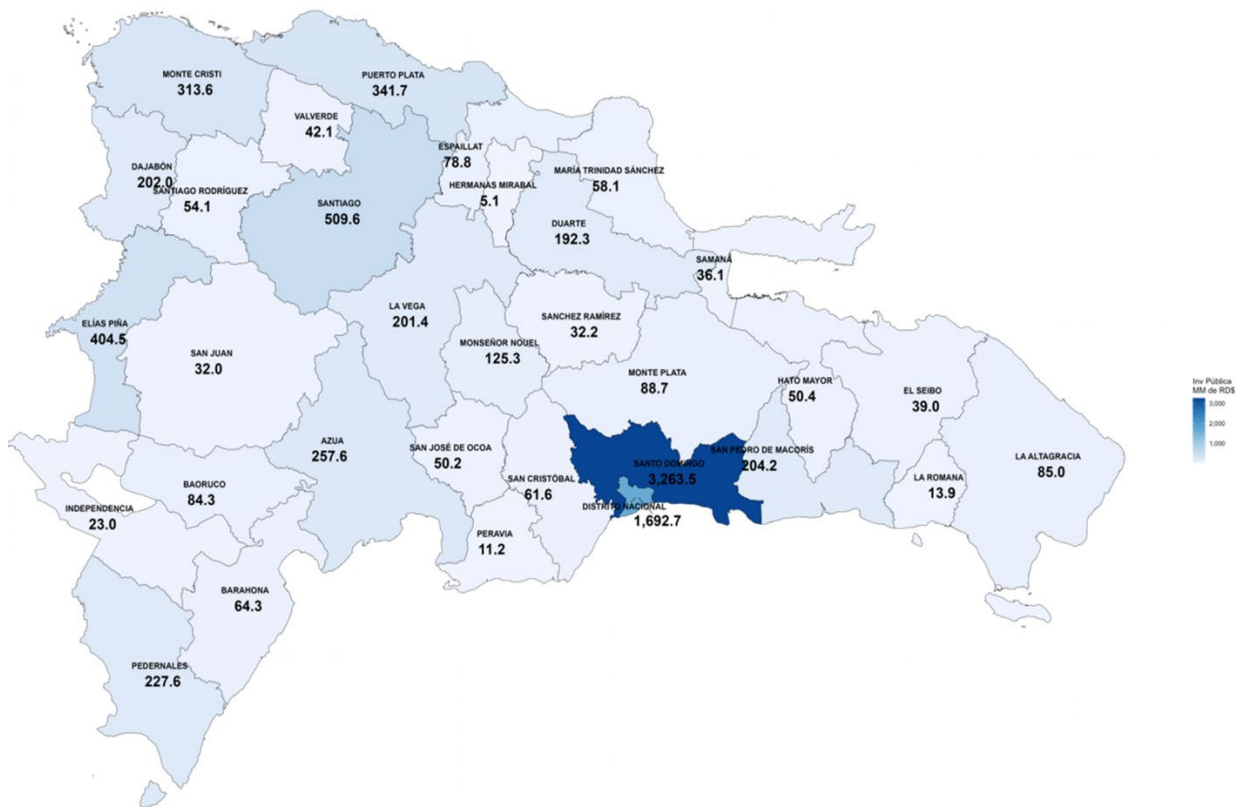 MONTE CRISTI
313.6
PUERTO PLATA
341.7
VALVERDE
42.1
ESPAILLAT
78.8
DAJABÓN
202.0
SANTIAGO RODRÍGUEZ
54.1
HERMANAS MIRABAL
5.1
MARÍA TRINIDAD SÁNCHEZ
58.1
SANTIAGO
509.6
DUARTE
192.3
SAMANÁ
36.1
ELÍAS PIÑA
404.5
LA VEGA
201.4
SANCHEZ RAMÍREZ
32.2
SAN JUAN
32.0
MONSEÑOR NOUEL
125.3
MONTE PLATA
88.7
HATO MAYOR
50.4
EL SEIBO
39.0
Inv Pública
MM de RD$
3,000
2,000
1,000
AZUA
257.6
SAN JOSÉ DE OCOA
50.2
SAN PEDRO DE MACORÍS
204.2
SANTO DOMINGO
3,263.5
LA ALTAGRACIA
85.0
BAORUCO
84.3
SAN CRISTÓBAL
61.6
LA ROMANA
13.9
INDEPENDENCIA
23.0
DISTRITO NACIONAL
1,692.7
PERAVIA
11.2
BARAHONA
64.3
PEDERNALES
227.6